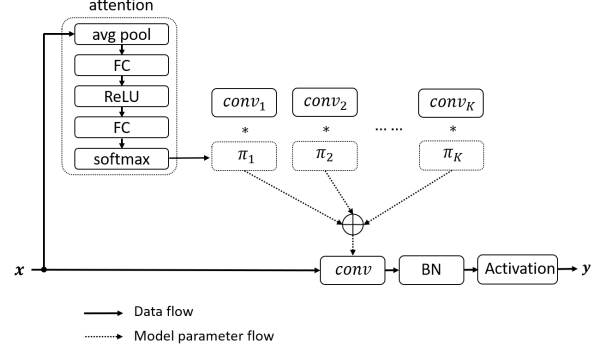 attention
avg pool
FC
ReLU
FC
softmax
conv₁ conv₂ convₖ
* * ... ... *
π₁ π₂ πₖ
x conv BN Activation y
Data flow
Model parameter flow